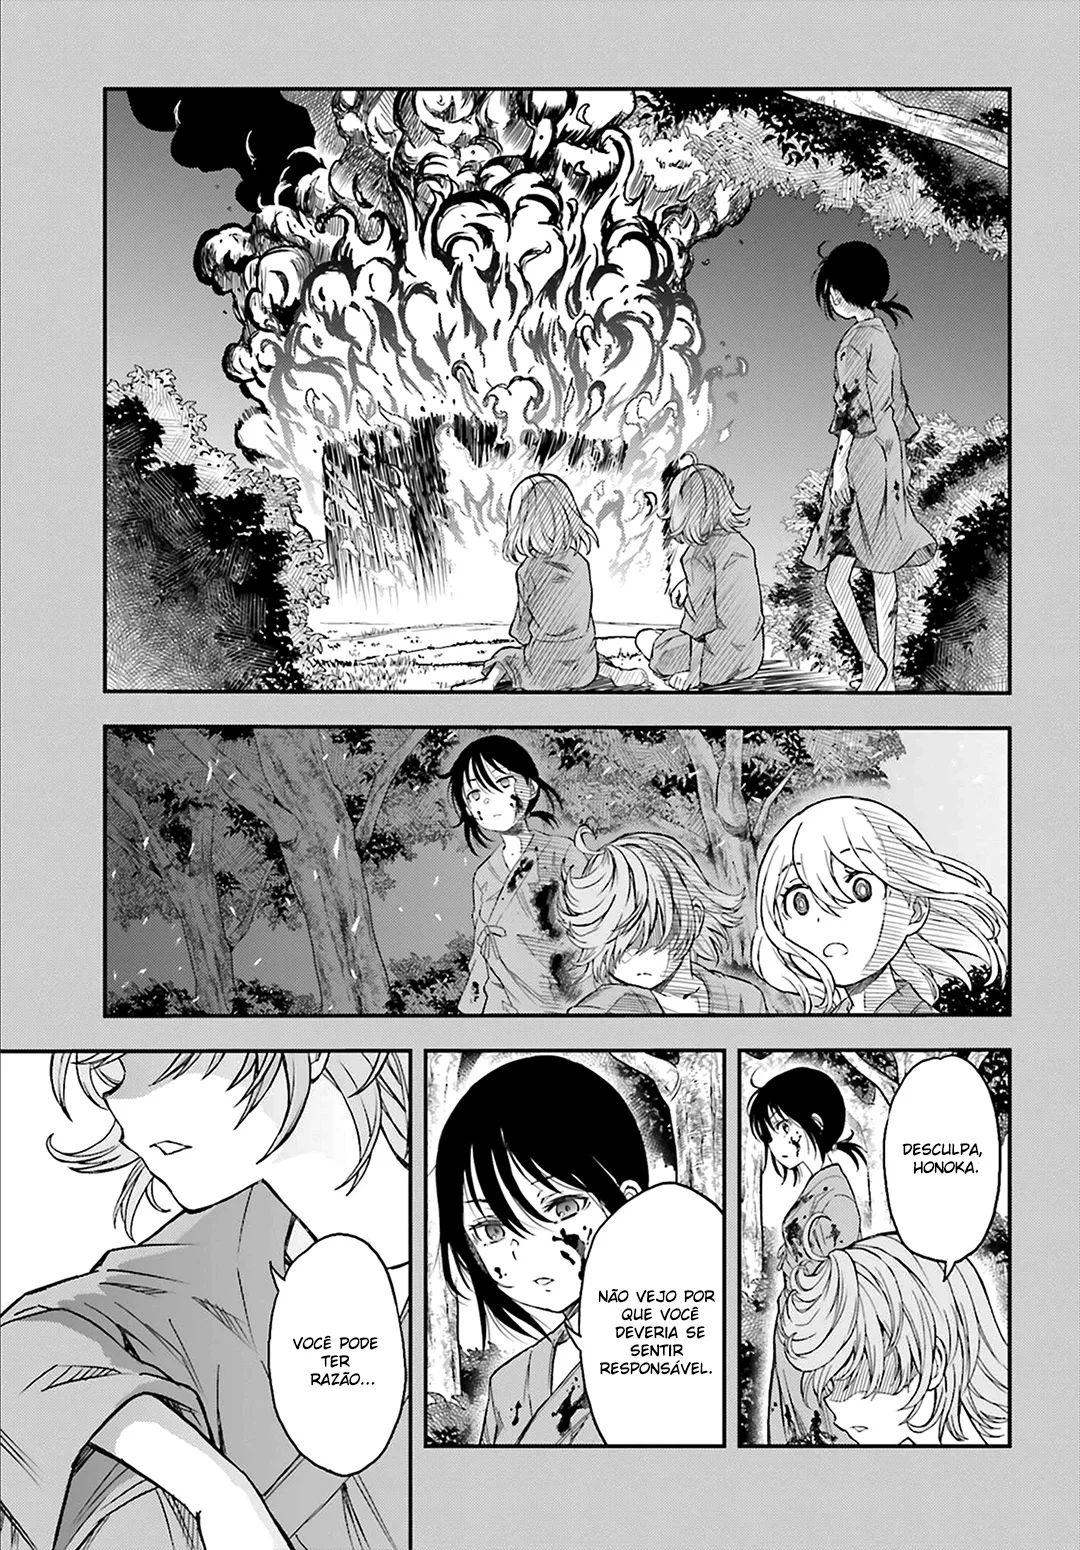 DESCULPA,
HONOKA.
NÃO VEJO POR
QUE VOCÊ
DEVERIA SE
SENTIR
RESPONSÁVEL.
VOCÊ PODE
TER
RAZÃO...